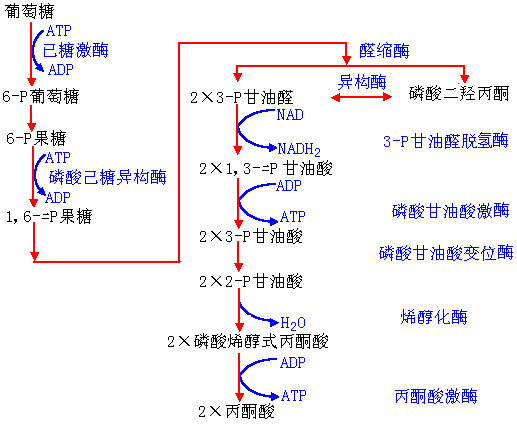 葡萄糖
ATP
己糖激酶
ADP
6-P葡萄糖
6-P果糖
ATP
磷酸己糖异构酶
ADP
1,6-=P果糖
醛缩酶
2×3-P甘油醛
异构酶
磷酸二羟丙酮
NAD
NADH2
3-P甘油醛脱氢酶
2×1,3-=P甘油酸
ADP
ATP
磷酸甘油酸激酶
2×3-P甘油酸
磷酸甘油酸变位酶
2×2-P甘油酸
H2O
烯醇化酶
2×磷酸烯醇式丙酮酸
ADP
ATP
丙酮酸激酶
2×丙酮酸